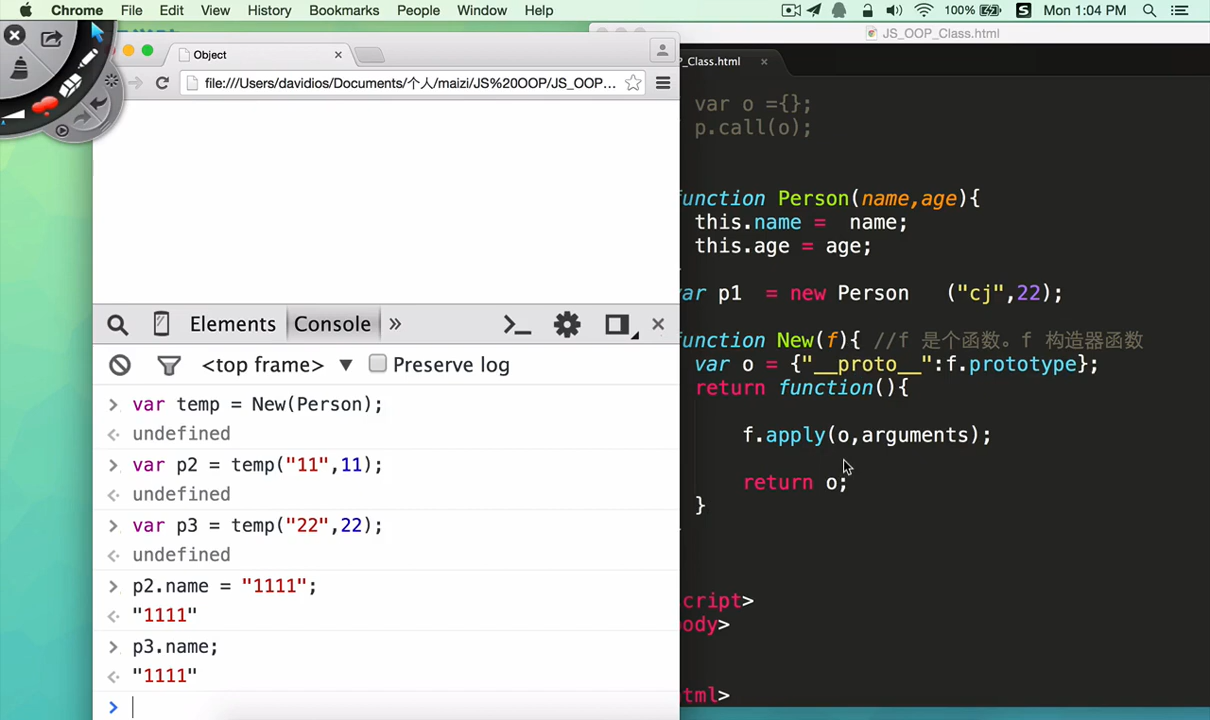 Chrome File Edit View History Bookmarks People Window Help 100% S Mon 1:04 PM
JS_OOP_Class.html
Object
P_Class.html
file:///Users/davidios/Documents/个人/maizi/JS%20OOP/JS_OOP...
Elements Console »
<top frame> ▼ Preserve log
> var temp = New(Person);
undefined
> var p2 = temp("11",11);
undefined
> var p3 = temp("22",22);
undefined
> p2.name = "1111";
"1111"
> p3.name;
"1111"
>
var o ={};
p.call(o);
function Person(name,age){
this.name = name;
this.age = age;
var p1 = new Person ("cj",22);
function New(f){ //f 是个函数。f 构造器函数
var o = {"__proto__":f.prototype};
return function(){
f.apply(o,arguments);
return o;
}
cript>
ody>
tml>